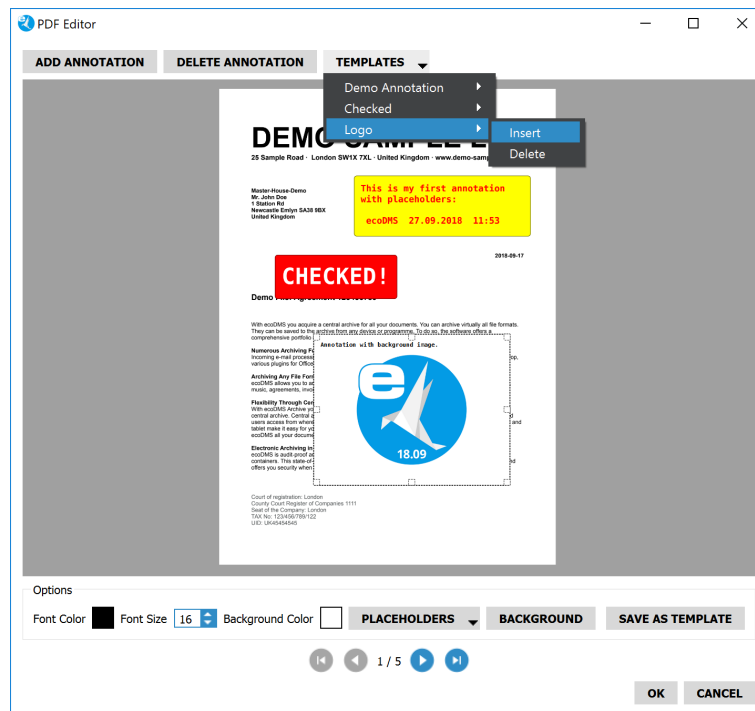 PDF Editor
ADD ANNOTATION DELETE ANNOTATION TEMPLATES
Demo Annotation
Checked
Logo
Insert
Delete
DEMO
25 Sample Road · London SW1X 7XL · United Kingdom · www.demo-samp
Master-House-Demo
Mr. John Doe
1 Station Rd
Newcastle Emlyn SA38 9BX
United Kingdom
This is my first annotation
with placeholders:
ecoDMS 27.09.2018 11:53
2018-09-17
CHECKED!
Demo
With ecoDMS you acquire a central archive for all your documents. You can archive virtually all file formats.
They can be saved to the archive from any device or programme. To do so, the software offers a
comprehensive portfolio
Annotation with background image.
Numerous Archiving
Incoming e-mail process
various plugins for Office
Archiving Any File For
ecoDMS allows you to
music, agreements, invo
Flexibility Through
With ecoDMS Archive yo
central archive. Central
users access from where and
tablet make it easy for yo
ecoDMS all your docume
Electronic Archiving in
ecoDMS is audit-proof
containers. This state-of-
offers you security when
e
18.09
Court of registration: London
County Court Register of Companies 1111
Seat of the Company: London
TAX No: 123/456/789/122
UID: UK45454545
Options
Font Color Font Size 16 Background Color PLACEHOLDERS BACKGROUND SAVE AS TEMPLATE
1 / 5
OK CANCEL